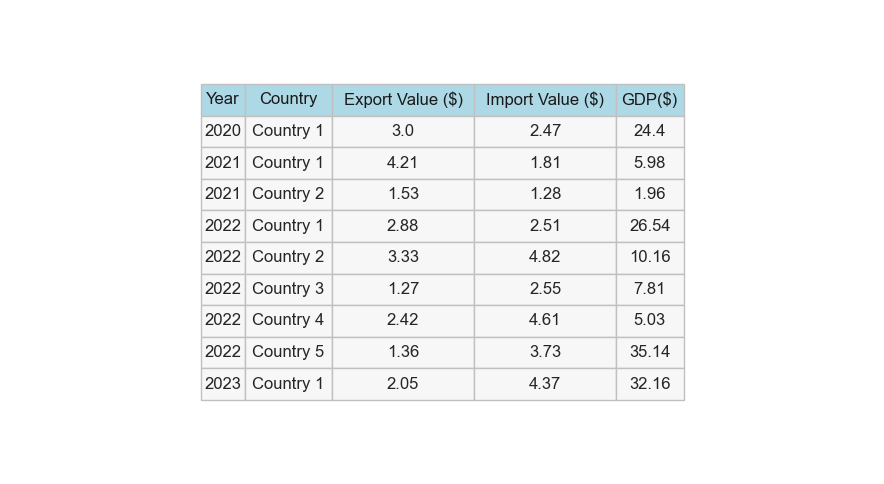 Year Country Export Value ($) Import Value ($) GDP($)
2020 Country 1 3.0 2.47 24.4
2021 Country 1 4.21 1.81 5.98
2021 Country 2 1.53 1.28 1.96
2022 Country 1 2.88 2.51 26.54
2022 Country 2 3.33 4.82 10.16
2022 Country 3 1.27 2.55 7.81
2022 Country 4 2.42 4.61 5.03
2022 Country 5 1.36 3.73 35.14
2023 Country 1 2.05 4.37 32.16